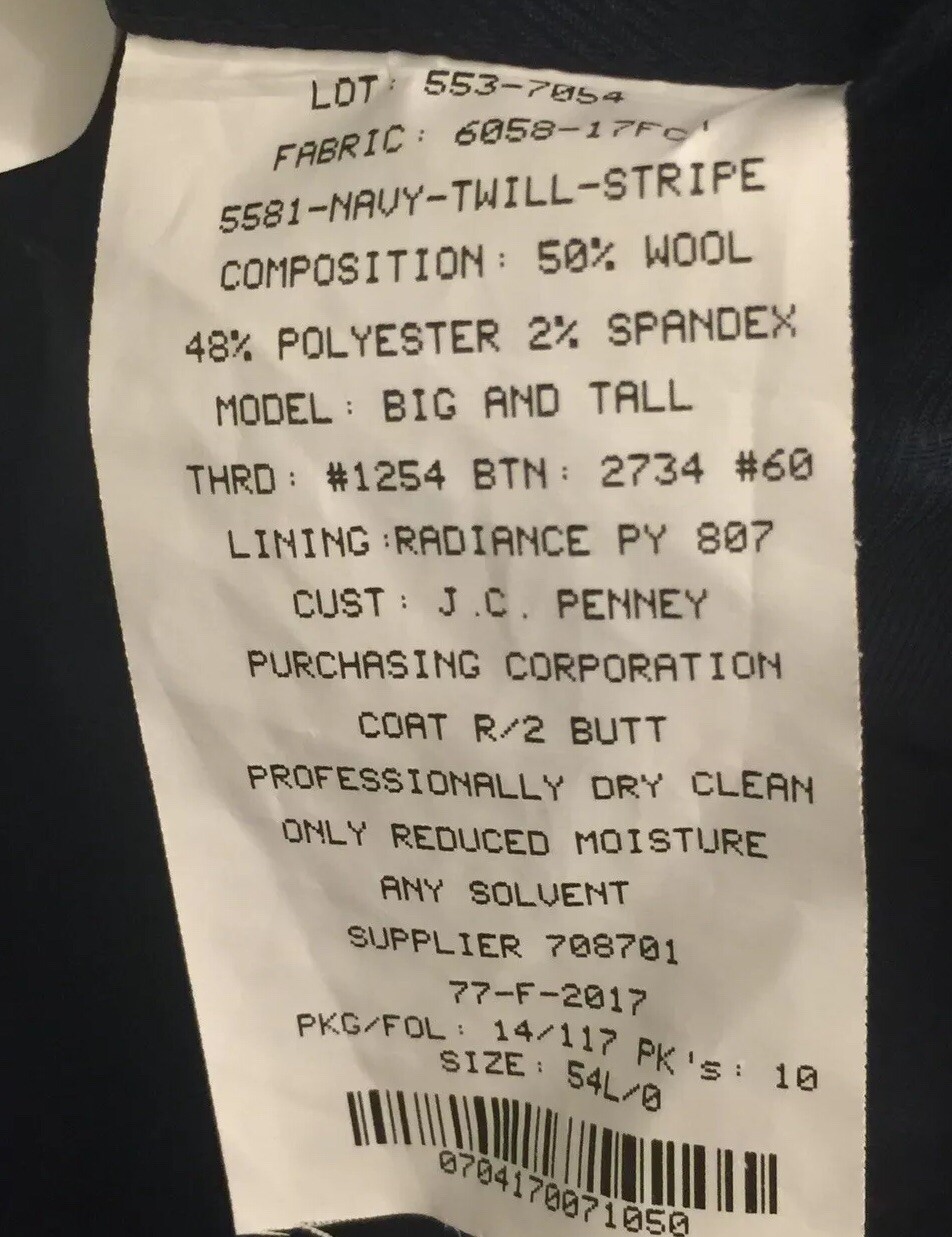 LOT: 553-7054
FABRIC: 
5581-NAVY-TWILL-STRIPE
COMPOSITION: 50% WOOL
48% POLYESTER 2% SPANDEX
MODEL: BIG AND TALL
THRD: #1254 BTN: 2734 #60
LINING:RADIANCE PY 807
CUST: J.C. PENNEY
PURCHASING CORPORATION
COAT R/2 BUTT
PROFESSIONALLY DRY CLEAN
ONLY REDUCED MOISTURE
ANY SOLVENT
SUPPLIER 708701
77-F-2017
PKG/FOL: 14/117 PK's: 10
SIZE: 54L/0
0704170071050